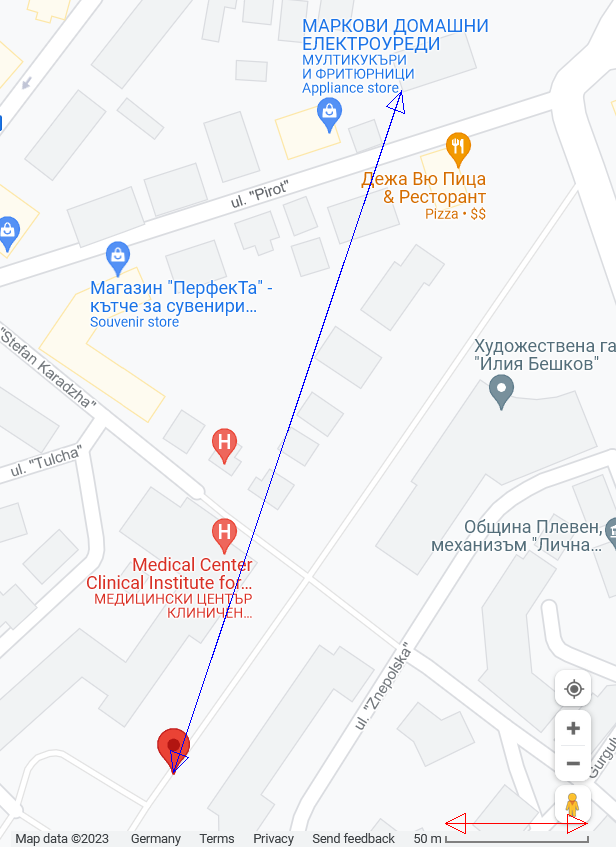 МАРКОВИ ДОМАШНИ
ЕЛЕКТРОУРЕДИ
МУЛТИКУКЪРИ
И ФРИТЮРНИЦИ
Appliance store
Дежа Вю Пица
& Ресторант
Pizza • $$
ul. "Pirot"
Магазин "ПерфекТа" -
кътче за сувенири...
Souvenir store
"Stefan Karadzha"
Художествена га
"Илия Бешков"
ul. "Tulcha"
H
H
Община Плевен,
механизъм "Лична...
Medical Center
Clinical Institute for...
МЕДИЦИНСКИ ЦЕНТЪР
КЛИНИЧЕН...
ul. "Znepolska"
Gurguly
Map data ©2023 Germany Terms Privacy Send feedback 50 m